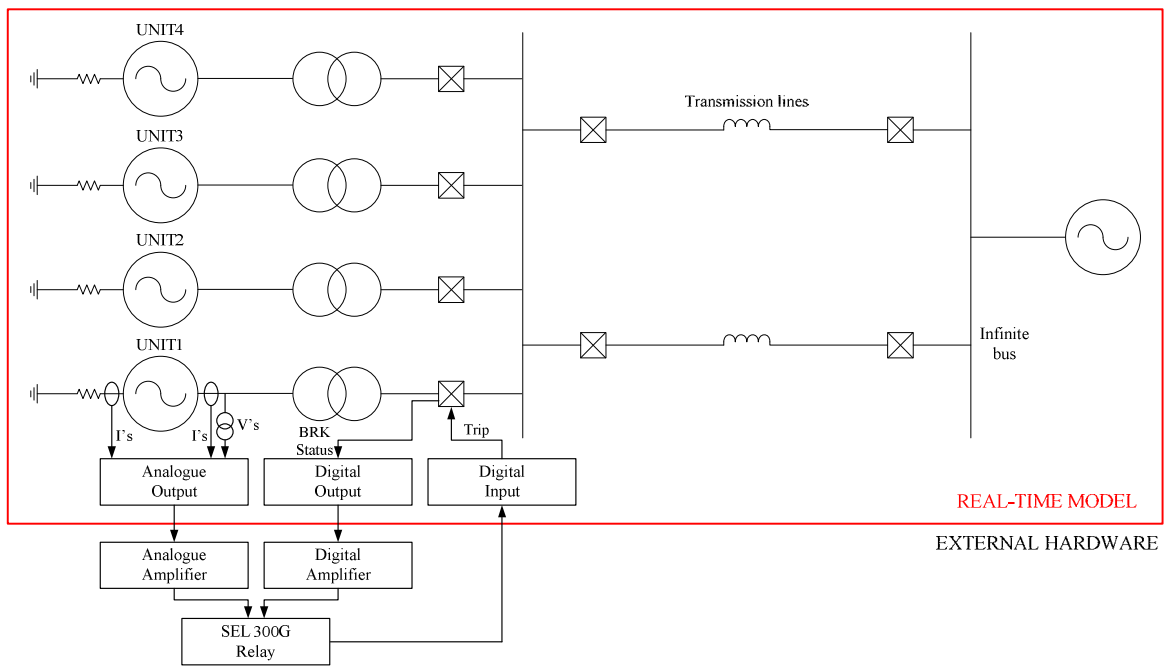 UNIT4
UNIT3
UNIT2
UNIT1
Transmission lines
Infinite
bus
I's
I's
V's
BRK
Status
Trip
Analogue
Output
Digital
Output
Digital
Input
REAL-TIME MODEL
EXTERNAL HARDWARE
Analogue
Amplifier
Digital
Amplifier
SEL 300G
Relay